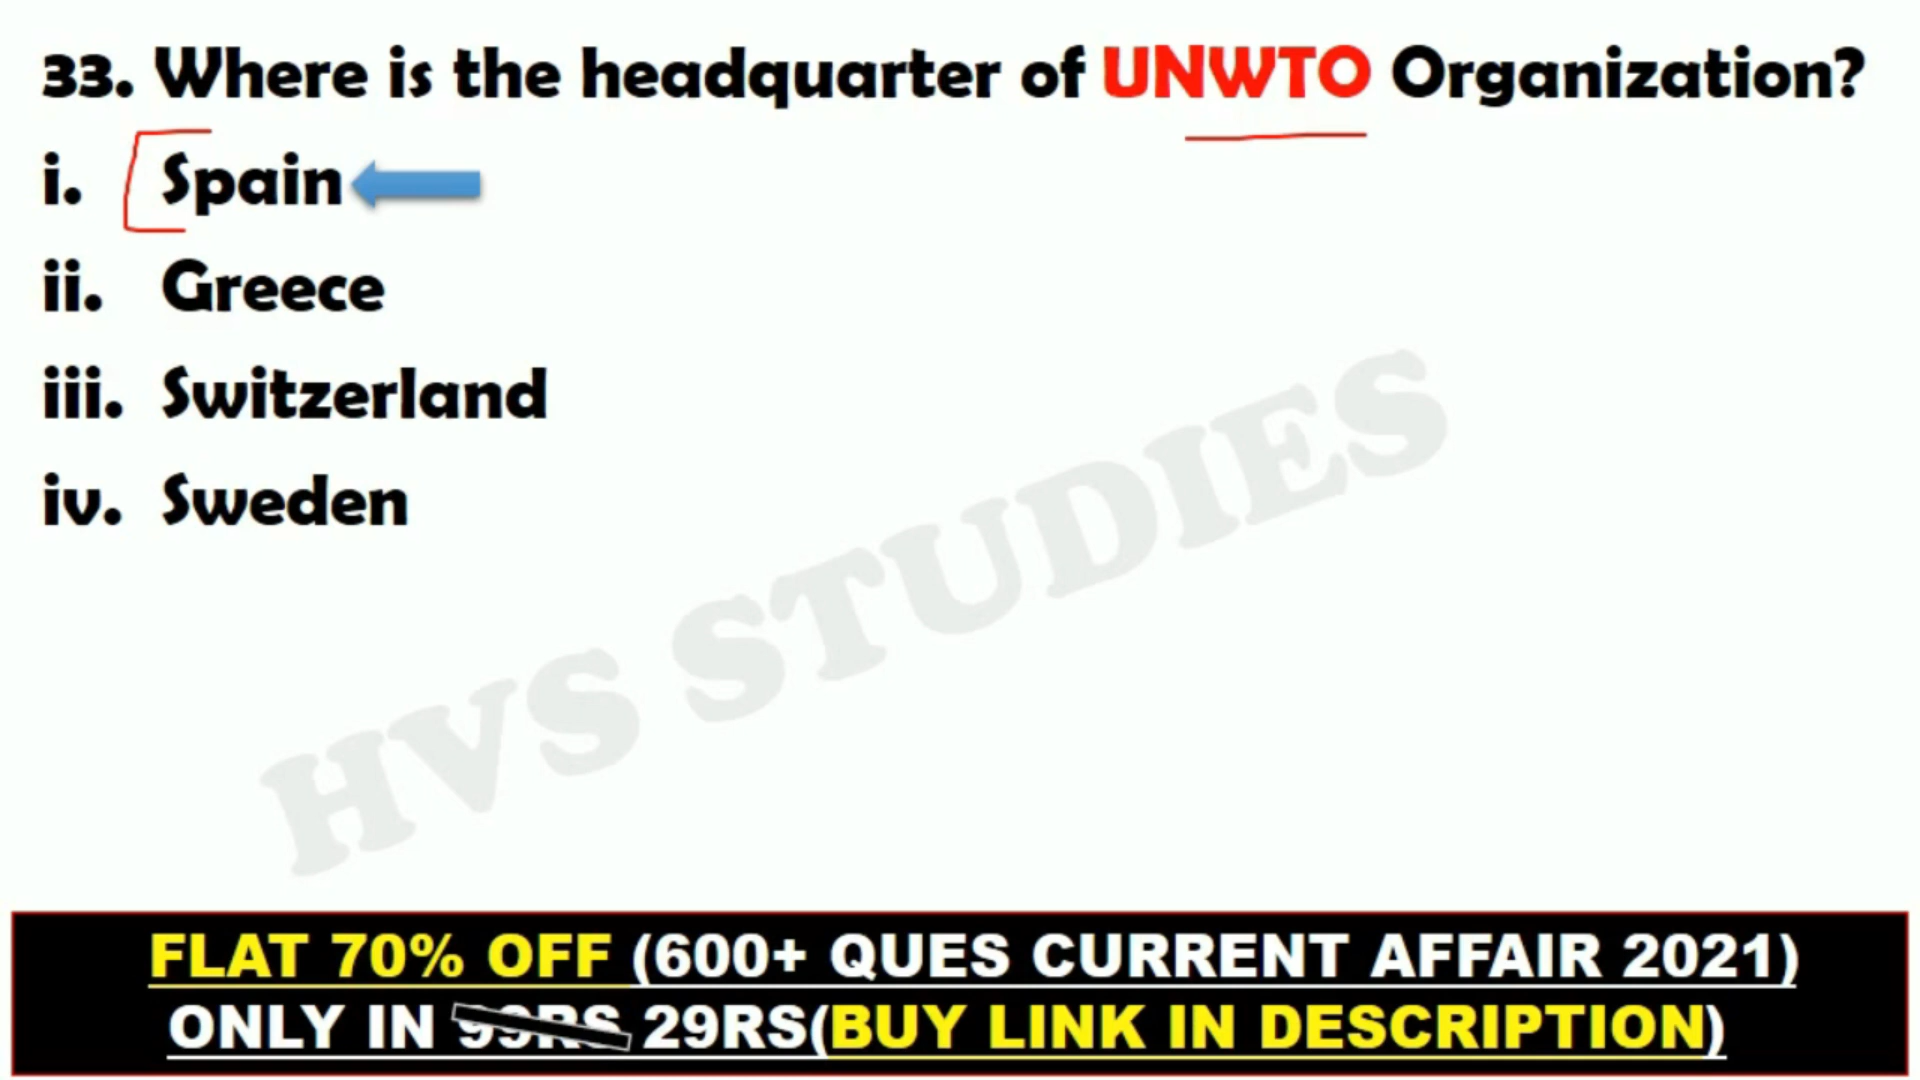 33. Where is the headquarter of UNWTO Organization?
i. Spain
ii. Greece
iii. Switzerland
iv. Sweden
HVS STUDIES
FLAT 70% OFF (600+ QUES CURRENT AFFAIR 2021)
ONLY IN 99RS 29RS(BUY LINK IN DESCRIPTION)